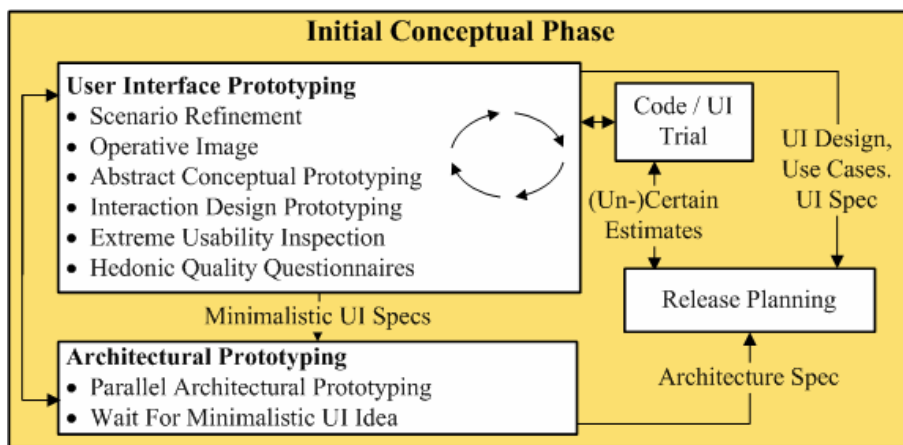 Initial Conceptual Phase
User Interface Prototyping
• Scenario Refinement
• Operative Image
• Abstract Conceptual Prototyping
• Interaction Design Prototyping
• Extreme Usability Inspection
• Hedonic Quality Questionnaires
Code / UI
Trial
UI Design,
Use Cases.
UI Spec
(Un-)Certain
Estimates
Release Planning
Minimalistic UI Specs
Architectural Prototyping
• Parallel Architectural Prototyping
• Wait For Minimalistic UI Idea
Architecture Spec